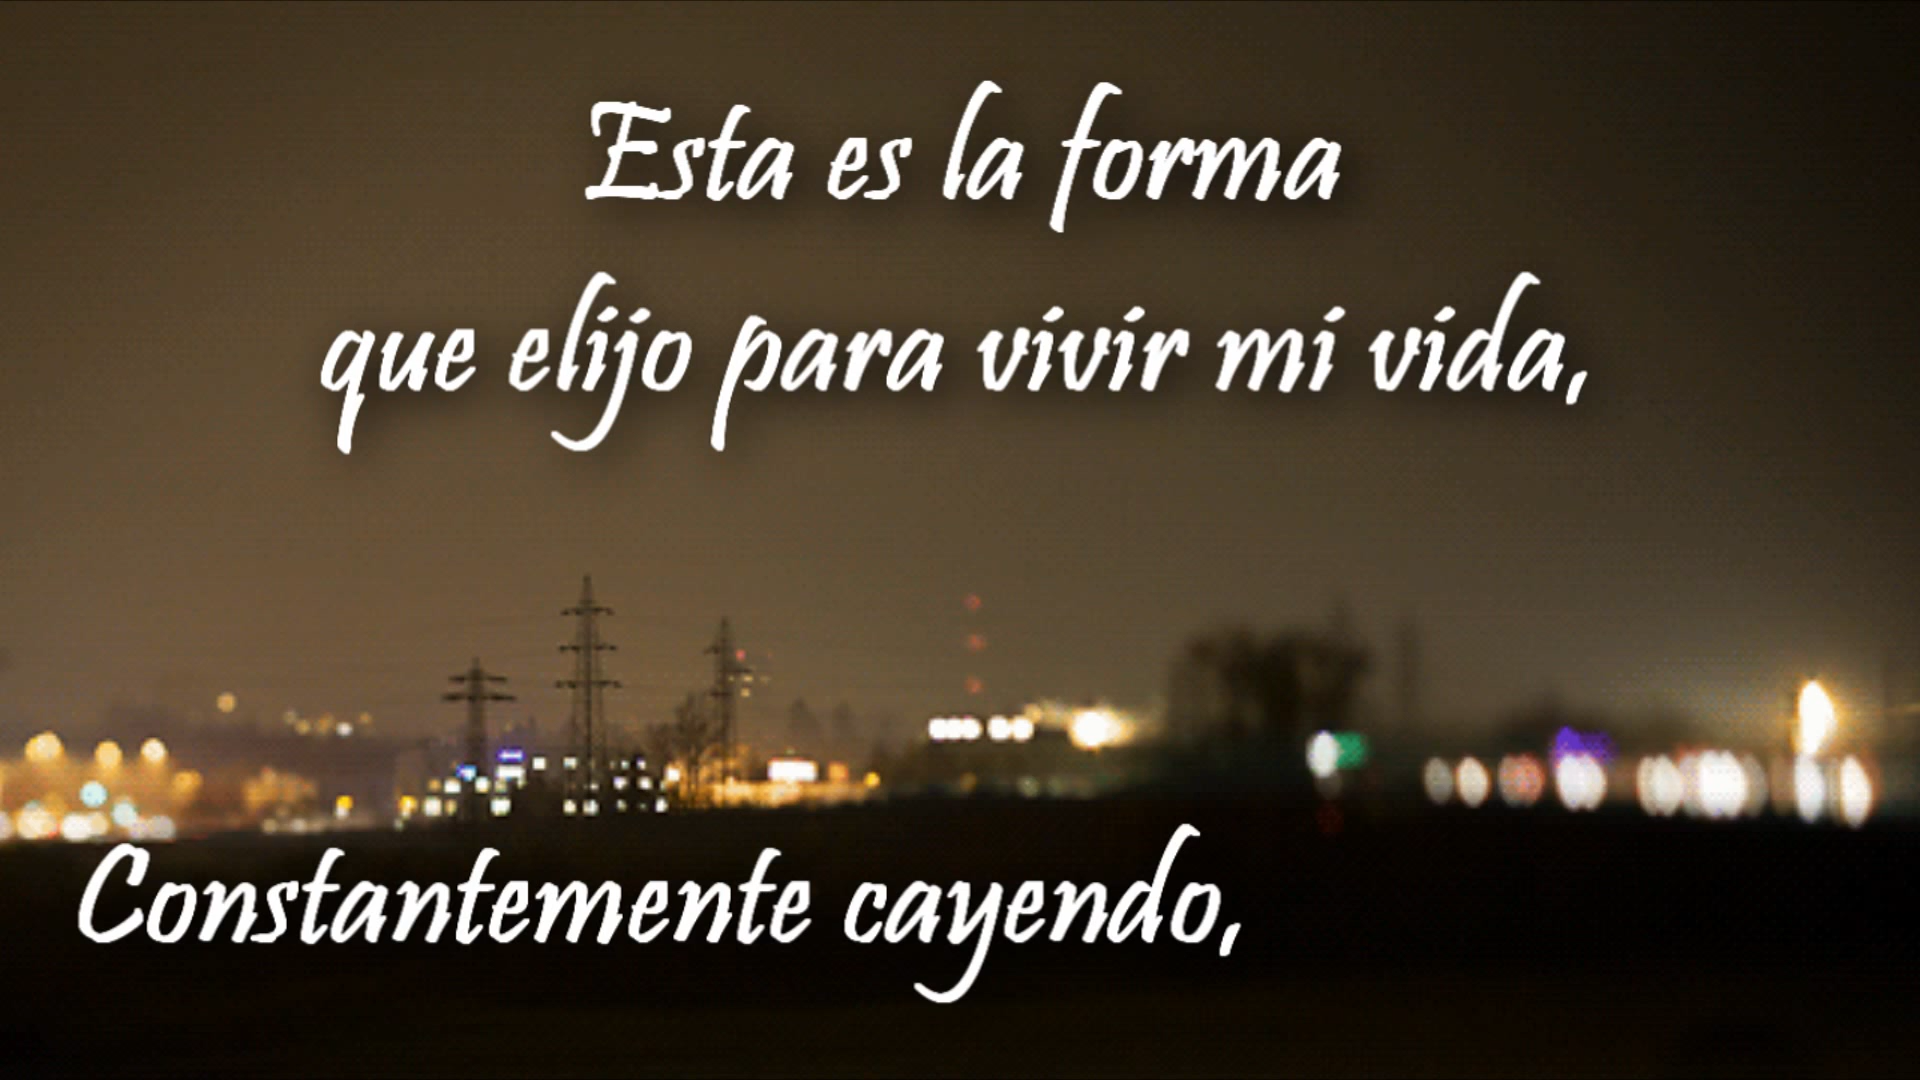 Esta es la forma
que elijo para vivir mi vida,
Constantemente cayendo,